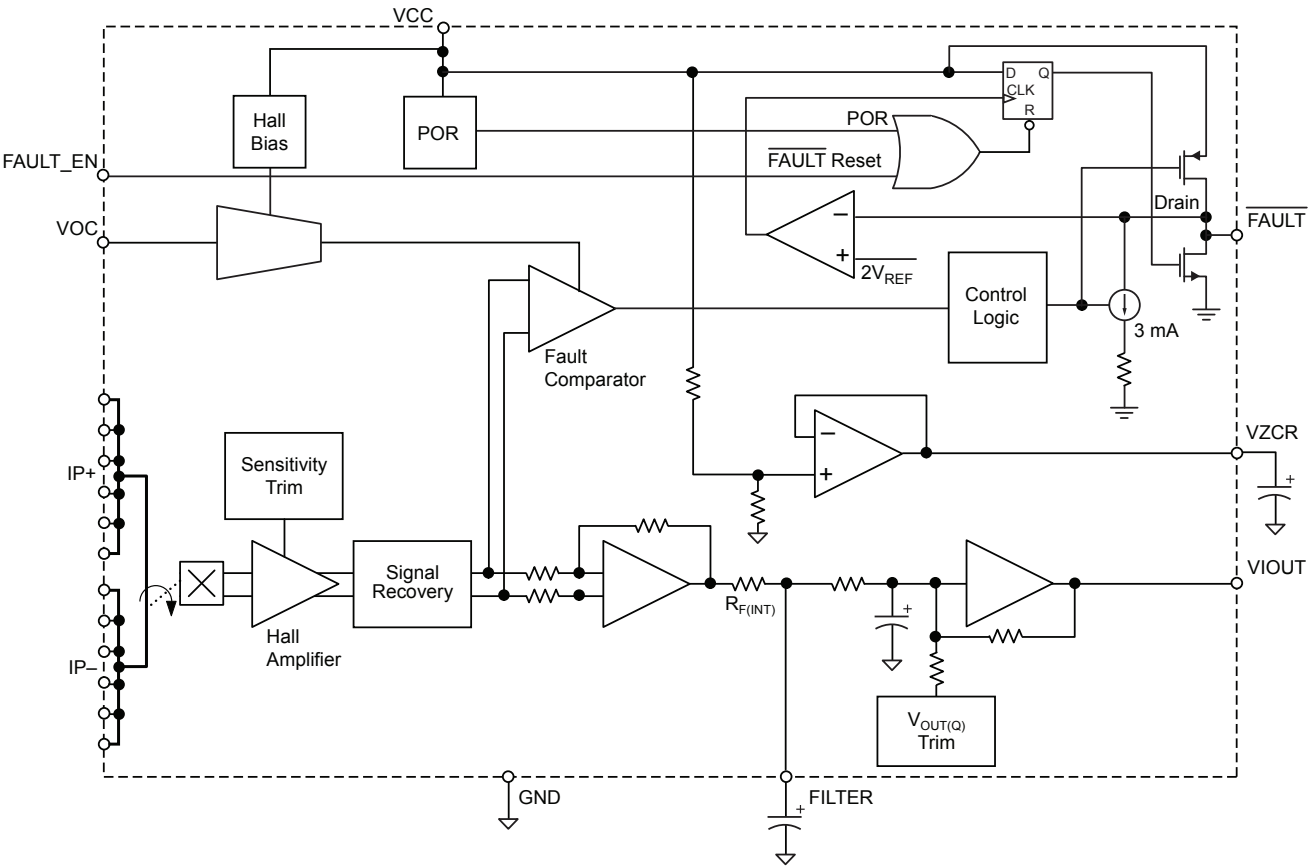 VCC
D
Q
CLK
R
Hall
Bias
POR
POR
FAULT_EN
FAULT Reset
Drain
FAULT
VOC
−
+
2VREF
Control
Logic
3 mA
Fault
Comparator
−
+
VZCR
+
IP+
Sensitivity
Trim
Signal
Recovery
VIOUT
RF(INT)
+
Hall
Amplifier
IP–
VOUT(Q)
Trim
GND
FILTER
+